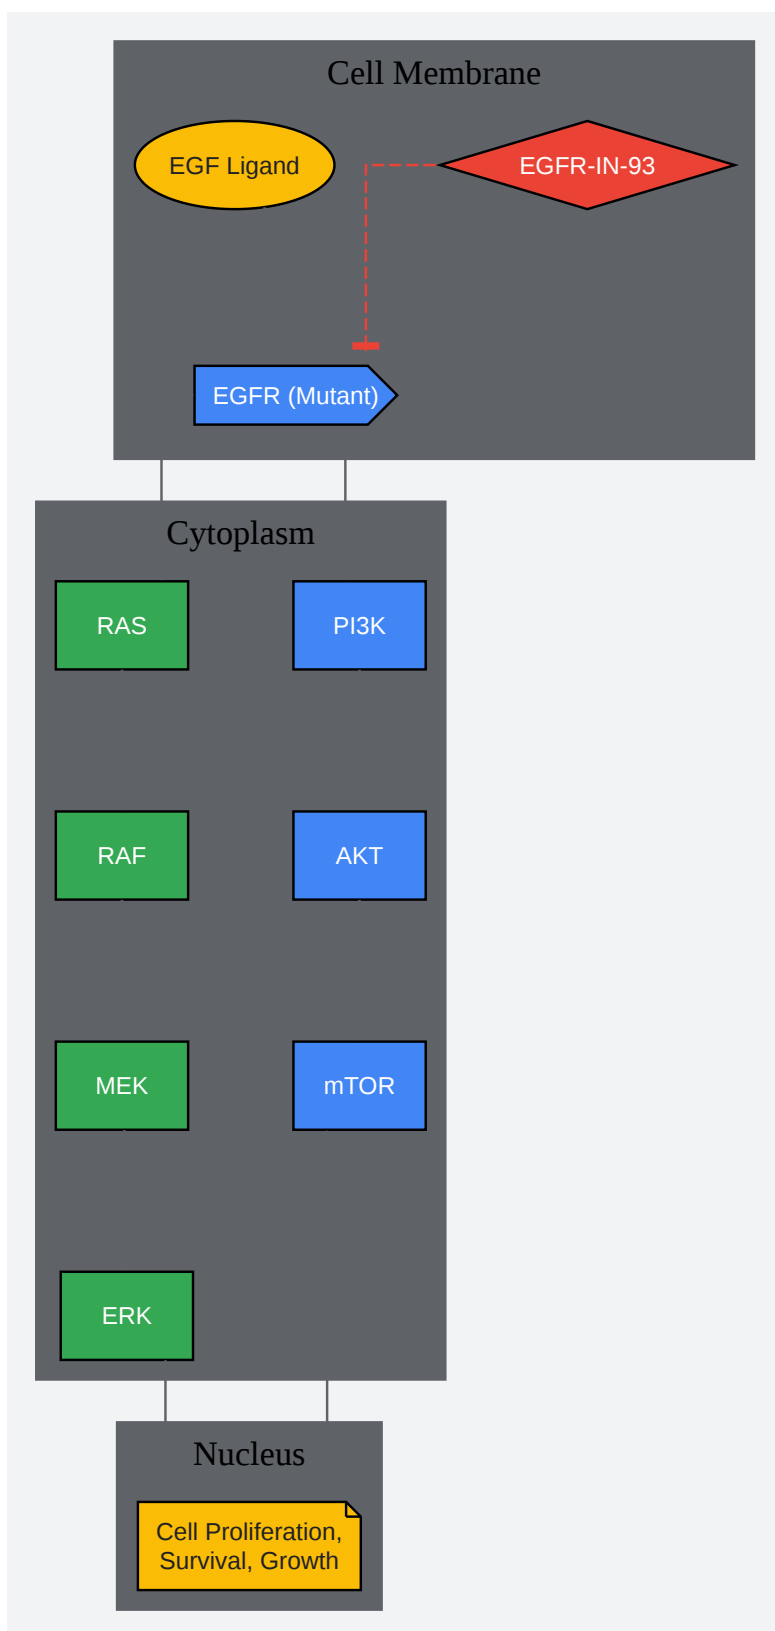 Cell Membrane
EGF Ligand
EGFR-IN-93
EGFR (Mutant)
Cytoplasm
RAS
PI3K
RAF
AKT
MEK
mTOR
ERK
Nucleus
Cell Proliferation,
Survival, Growth